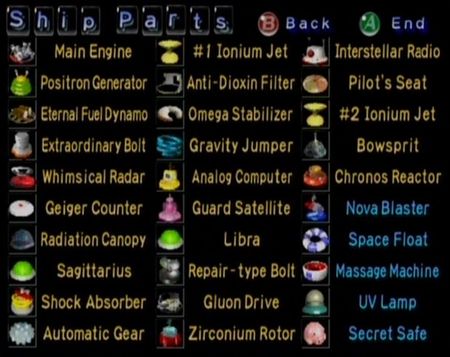 Ship Parts B Back A End
Main Engine #1 Ionium Jet Interstellar Radio
Positron Generator Anti-Dioxin Filter Pilot's Seat
Eternal Fuel Dynamo Omega Stabilizer #2 Ionium Jet
Extraordinary Bolt Gravity Jumper Bowsprit
Whimsical Radar Analog Computer Chronos Reactor
Geiger Counter Guard Satellite Nova Blaster
Radiation Canopy Libra Space Float
Sagittarius Repair-type Bolt Massage Machine
Shock Absorber Gluon Drive UV Lamp
Automatic Gear Zirconium Rotor Secret Safe